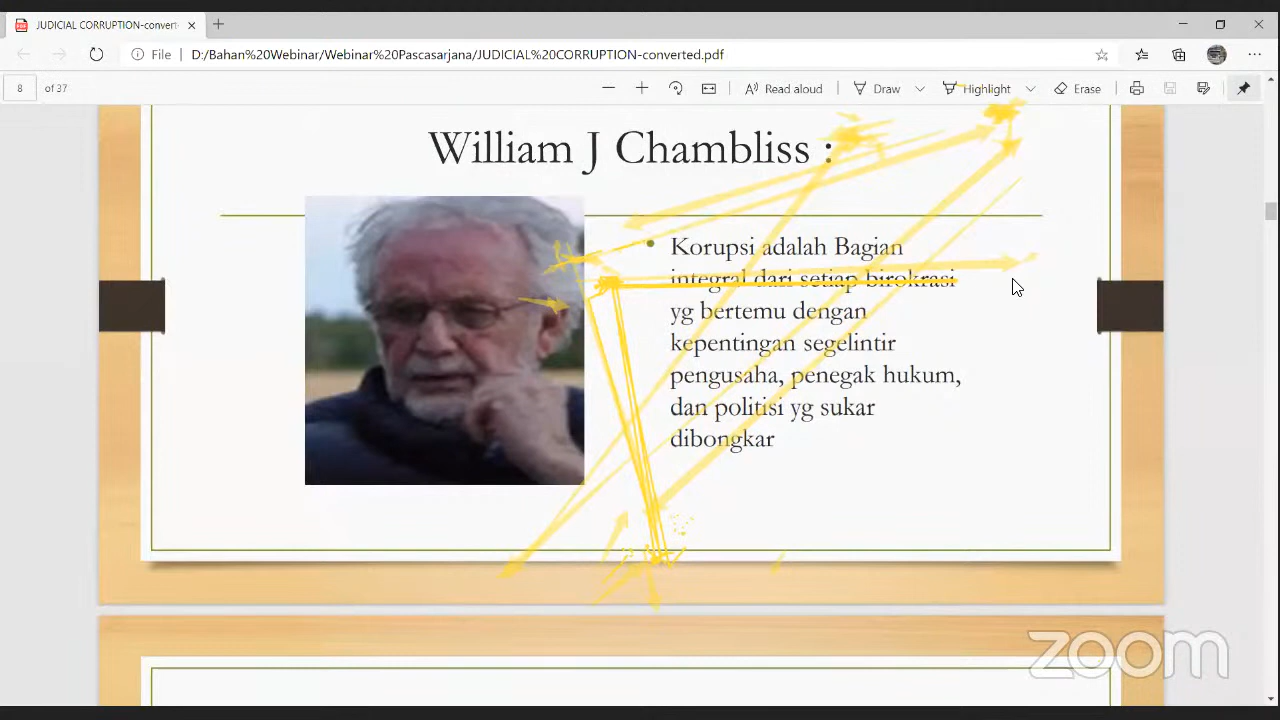 JUDICIAL CORRUPTION-convert
File
D:/Bahan%20Webinar/Webinar%20Pascasarjana/JUDICIAL%20CORRUPTION-converted.pdf
8 of 37
Read aloud
Draw
Highlight
Erase
William J Chambliss :
• Korupsi adalah Bagian
integral dari setiap birokrasi
yg bertemu dengan
kepentingan segelintir
pengusaha, penegak hukum,
dan politisi yg sukar
dibongkar
zoom